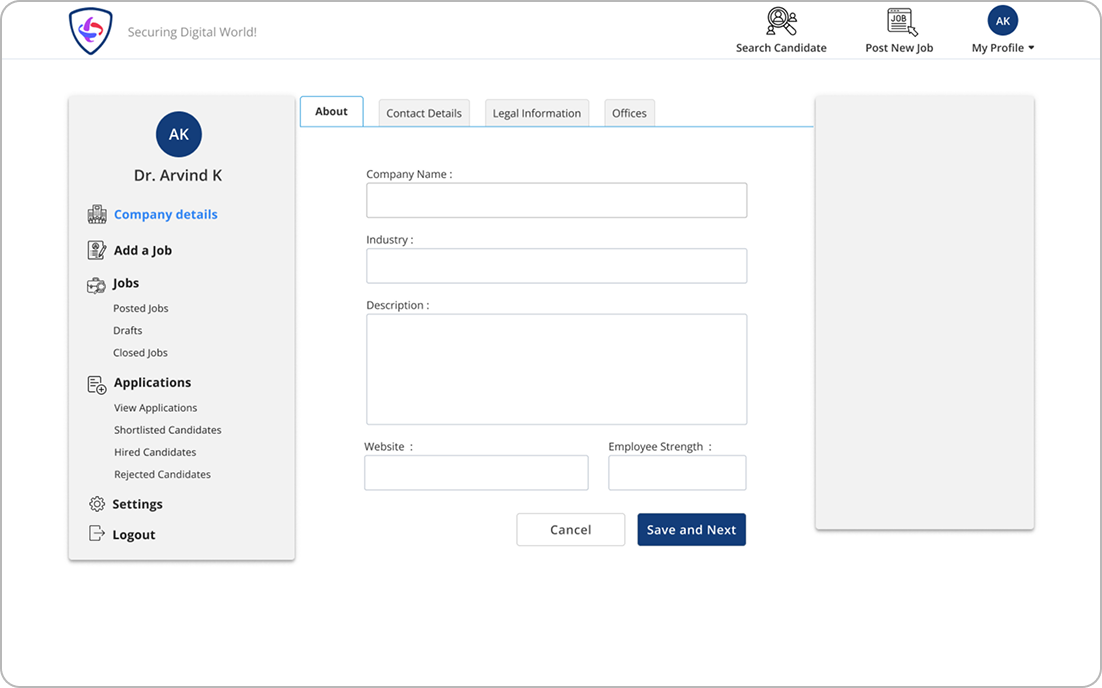 Securing Digital World!
JOB
AK
Search Candidate
Post New Job
My Profile
AK
Dr. Arvind K
Company details
Add a Job
Jobs
Posted Jobs
Drafts
Closed Jobs
Applications
View Applications
Shortlisted Candidates
Hired Candidates
Rejected Candidates
Settings
Logout
About
Contact Details
Legal Information
Offices
Company Name :
Industry :
Description :
Website :
Employee Strength :
Cancel
Save and Next